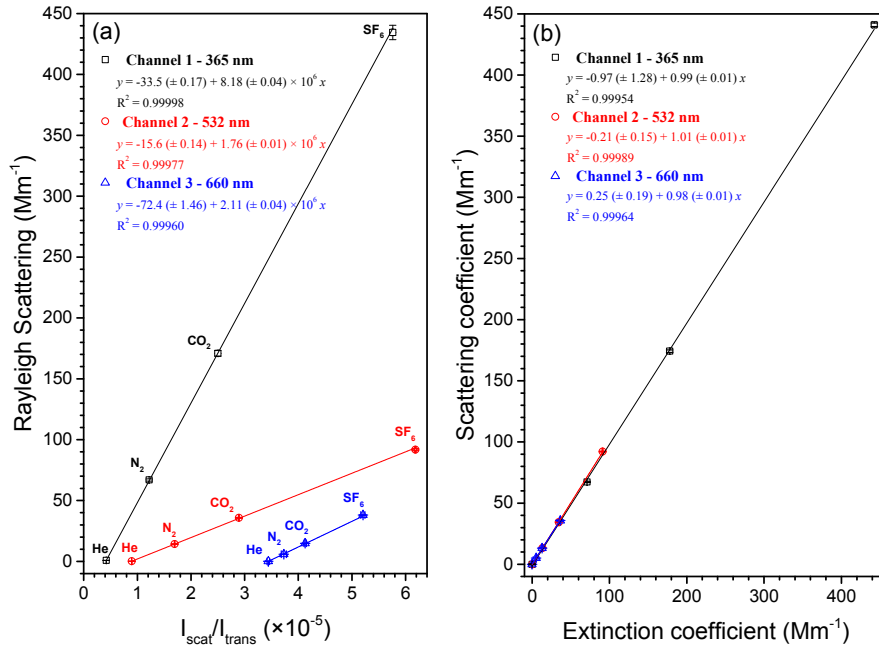 (a)
Channel 1 - 365 nm
y = -33.5 (± 0.17) + 8.18 (± 0.04) × 10⁶ x
R² = 0.99998
Channel 2 - 532 nm
y = -15.6 (± 0.14) + 1.76 (± 0.01) × 10⁶ x
R² = 0.99977
Channel 3 - 660 nm
y = -72.4 (± 1.46) + 2.11 (± 0.04) × 10⁶ x
R² = 0.99960
SF₆
CO₂
N₂
He
He
N₂
CO₂
SF₆
He
N₂
CO₂
SF₆
450
400
350
300
250
200
150
100
50
0
Rayleigh Scattering (Mm⁻¹)
0 1 2 3 4 5 6
I_scat/I_trans (×10⁻⁵)
(b)
Channel 1 - 365 nm
y = -0.97 (± 1.28) + 0.99 (± 0.01) x
R² = 0.99954
Channel 2 - 532 nm
y = -0.21 (± 0.15) + 1.01 (± 0.01) x
R² = 0.99989
Channel 3 - 660 nm
y = 0.25 (± 0.19) + 0.98 (± 0.01) x
R² = 0.99964
450
400
350
300
250
200
150
100
50
0
Scattering coefficient (Mm⁻¹)
0 100 200 300 400
Extinction coefficient (Mm⁻¹)